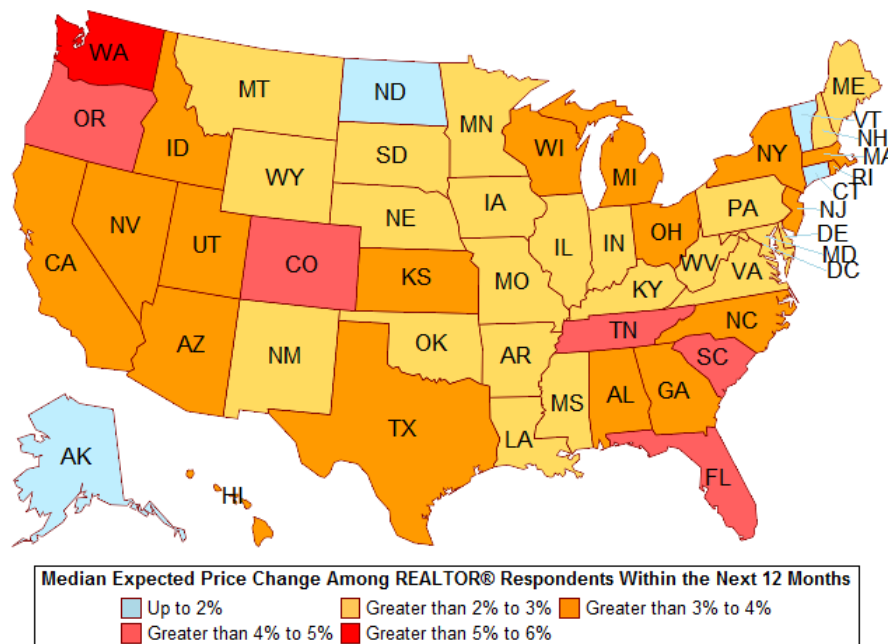 WA
MT
ND
MN
ME
VT
NH
OR
ID
SD
WI
NY
MA
WY
MI
RI
CT
IA
NE
PA
NJ
NV
UT
IL
IN
OH
DE
MD
CA
CO
KS
MO
WV
VA
DC
KY
AZ
NM
OK
TN
NC
AR
SC
MS
AL
GA
TX
LA
AK
HI
FL
Median Expected Price Change Among REALTOR® Respondents Within the Next 12 Months
Up to 2% Greater than 2% to 3% Greater than 3% to 4%
Greater than 4% to 5% Greater than 5% to 6%